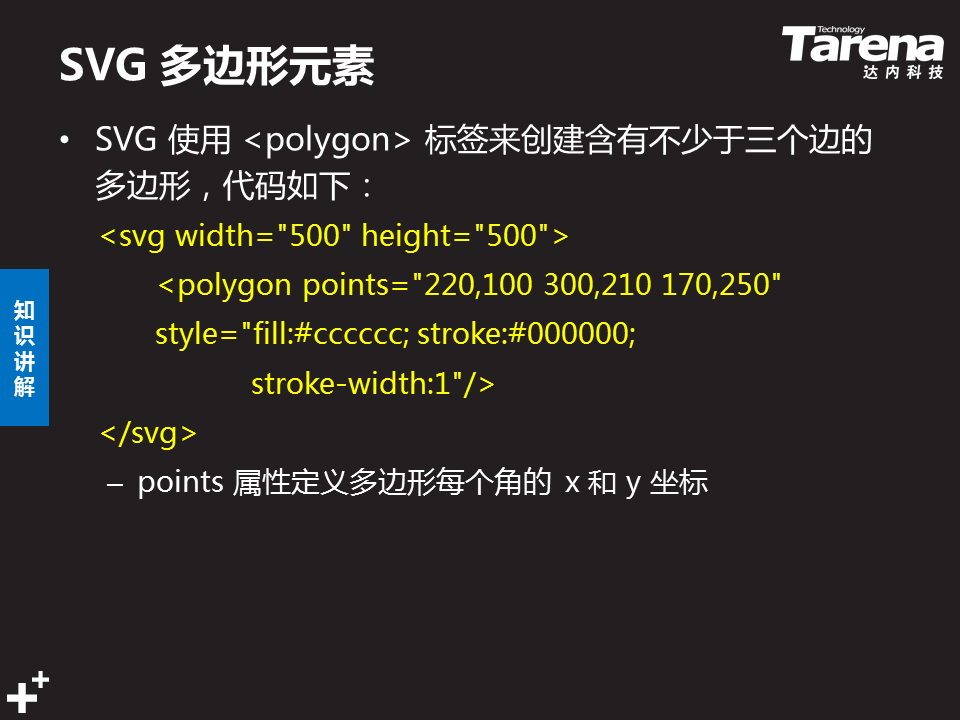 SVG 多边形元素
Technology
Tarena
达内科技
• SVG 使用 <polygon> 标签来创建含有不少于三个边的
多边形，代码如下：
<svg width="500" height="500">
<polygon points="220,100 300,210 170,250"
style="fill:#cccccc; stroke:#000000;
stroke-width:1"/>
</svg>
– points 属性定义多边形每个角的 x 和 y 坐标
知
识
讲
解